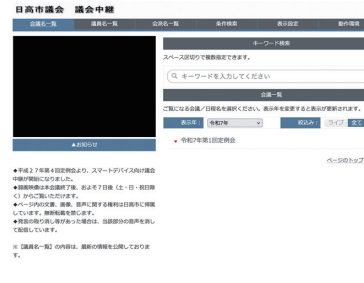 日高市議会　議会中継
会議名一覧　議員名一覧　会派名一覧　条件検索　表示設定　動作環境
キーワード検索
スペース区切りで複数指定できます。
キーワードを入力してください
会議一覧
ご覧になる会議／日程名を選択ください。表示年を変更すると表示が更新されます。
表示年： 令和7年　絞込み： ライブ 全て
令和7年第1回定例会
ページのトップ
▲お知らせ
◆平成２７年第４回定例会より、スマートデバイス向け議会
中継が開始になりました。
◆録画映像は本会議終了後、およそ７日後（土・日・祝日除
く）からご覧いただけます。
◆ページ内の文書、画像、音声に関する権利は日高市に帰属
しています。無断転載を禁じます。
◆発言の取り消し等があった場合は、当該部分の音声を消し
て配信しています。
※【議員名一覧】の内容は、最新の情報を公開しておりま
す。